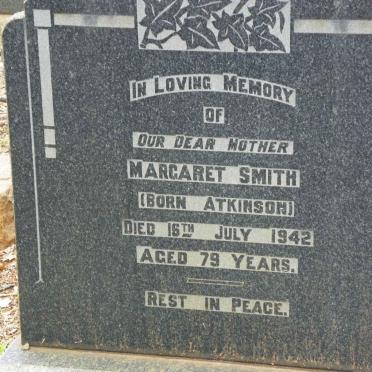 IN LOVING MEMORY
OF
OUR DEAR MOTHER
MARGARET SMITH
(BORN ATKINSON)
DIED 16TH JULY 1942
AGED 79 YEARS.
REST IN PEACE.